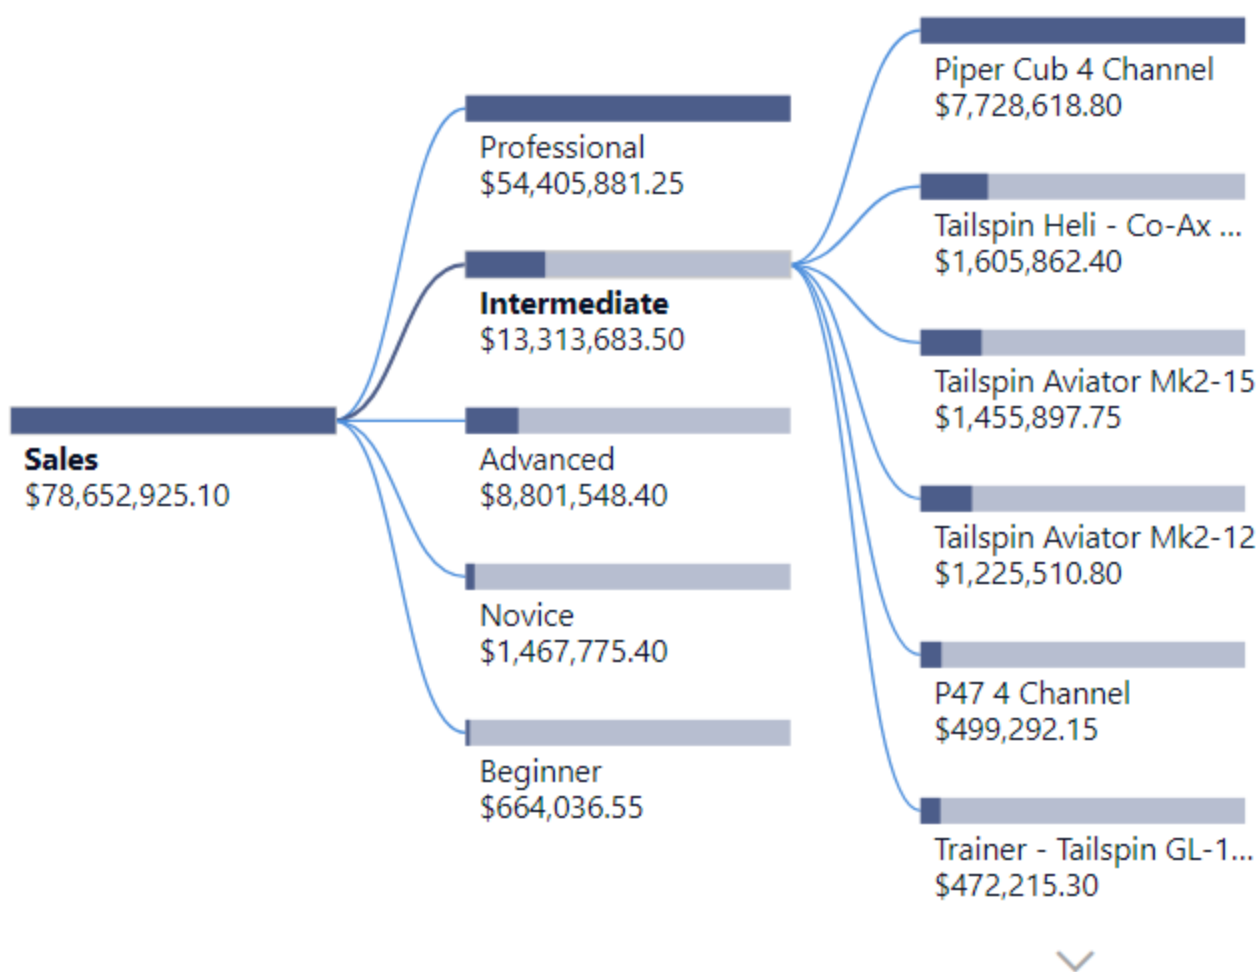 Sales
$78,652,925.10
Professional
$54,405,881.25
Intermediate
$13,313,683.50
Advanced
$8,801,548.40
Novice
$1,467,775.40
Beginner
$664,036.55
Piper Cub 4 Channel
$7,728,618.80
Tailspin Heli - Co-Ax ...
$1,605,862.40
Tailspin Aviator Mk2-15
$1,455,897.75
Tailspin Aviator Mk2-12
$1,225,510.80
P47 4 Channel
$499,292.15
Trainer - Tailspin GL-1...
$472,215.30